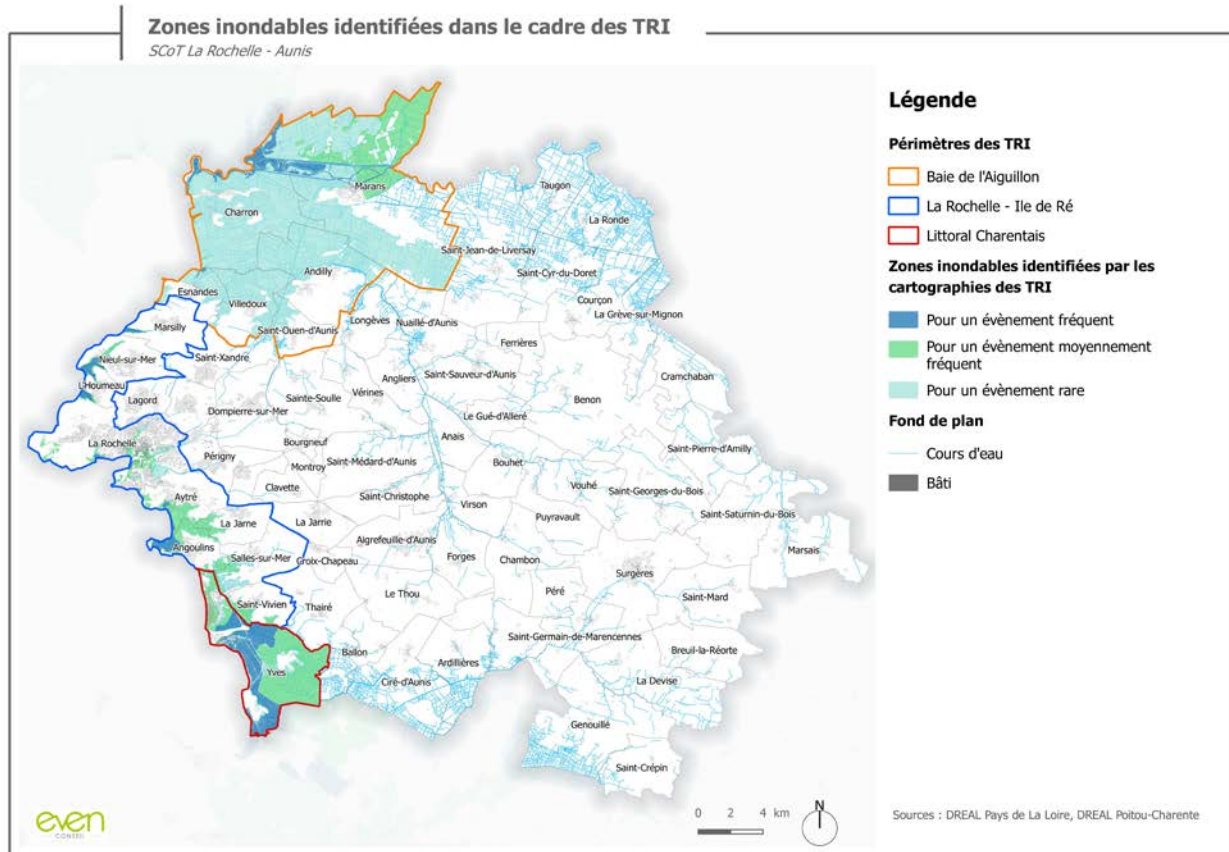 Zones inondables identifiées dans le cadre des TRI
SCoT La Rochelle - Aunis
Légende
Périmètres des TRI
Baie de l'Aiguillon
La Rochelle - Ile de Ré
Littoral Charentais
Zones inondables identifiées par les
cartographies des TRI
Pour un évènement fréquent
Pour un évènement moyennement
fréquent
Pour un évènement rare
Fond de plan
Cours d'eau
Bâti
Marans
Taugon
Charron
La Ronde
Saint-Jean-de-Liversay
Andilly
Saint-Cyr-du-Doret
Esnandes
Villedoux
Courçon
La Grève-sur-Mignon
Marsilly
Saint-Ouen-d'Aunis
Longèves
Nuaillé-d'Aunis
Ferrières
Nieul-sur-Mer
Saint-Xandre
L'Houmeau
Lagord
Angliers
Saint-Sauveur-d'Aunis
Cramchaban
Sainte-Soulle
Vérines
Benon
Dompierre-sur-Mer
Le Gué-d'Alleré
La Rochelle
Périgny
Bourgneuf
Anais
Saint-Pierre-d'Amilly
Montroy
Saint-Médard-d'Aunis
Bouhet
Clavette
Vouhé
Saint-Georges-du-Bois
Aytré
Saint-Christophe
Virson
Saint-Saturnin-du-Bois
La Jarne
La Jarrie
Puyravault
Angoulins
Aigrefeuille-d'Aunis
Marsais
Salles-sur-Mer
Croix-Chapeau
Forges
Chambon
Surgères
Saint-Vivien
Thairé
Le Thou
Péré
Saint-Mard
Saint-Germain-de-Marencennes
Yves
Ballon
Ardillières
Breuil-la-Réorte
Ciré-d'Aunis
La Devise
Genouillé
Saint-Crépin
even
CONSEIL
0 2 4 km
N
Sources : DREAL Pays de La Loire, DREAL Poitou-Charente